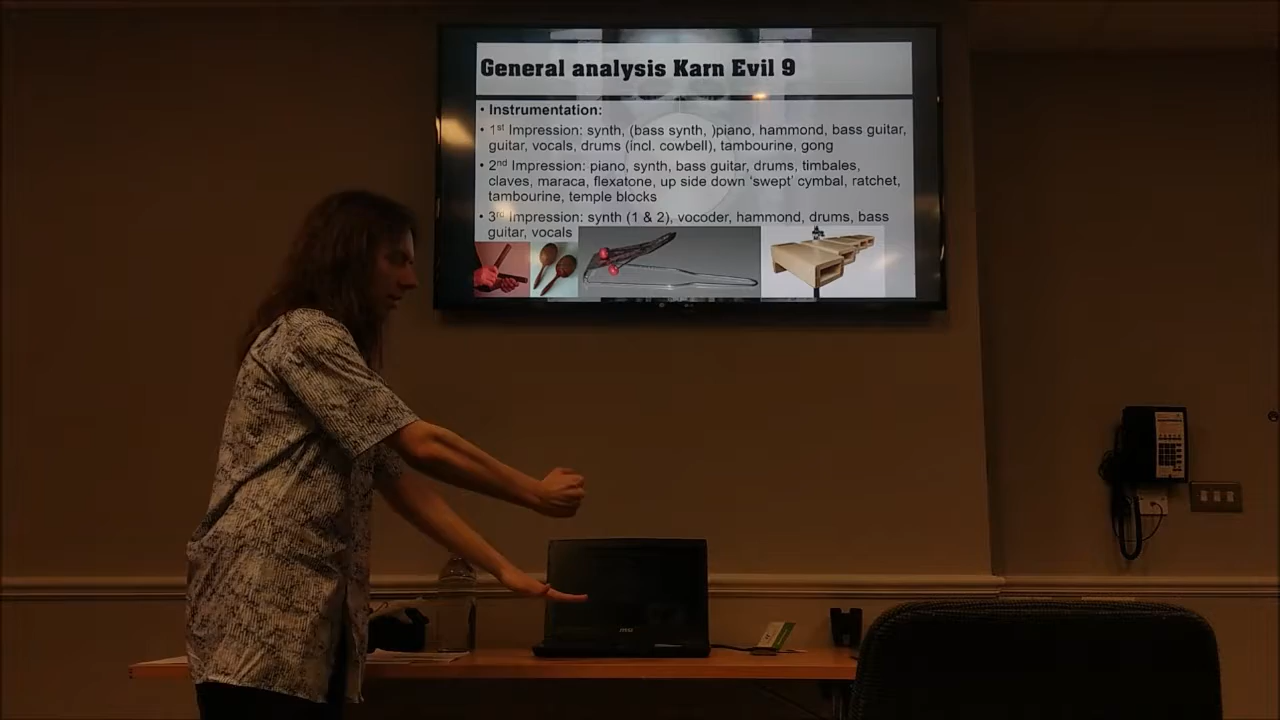 General analysis Karn Evil 9
• Instrumentation:
• 1st Impression: synth, (bass synth, )piano, hammond, bass guitar,
guitar, vocals, drums (incl. cowbell), tambourine, gong
• 2nd Impression: piano, synth, bass guitar, drums, timbales,
claves, maraca, flexatone, up side down 'swept' cymbal, ratchet,
tambourine, temple blocks
• 3rd Impression: synth (1 & 2), vocoder, hammond, drums, bass
guitar, vocals
msi